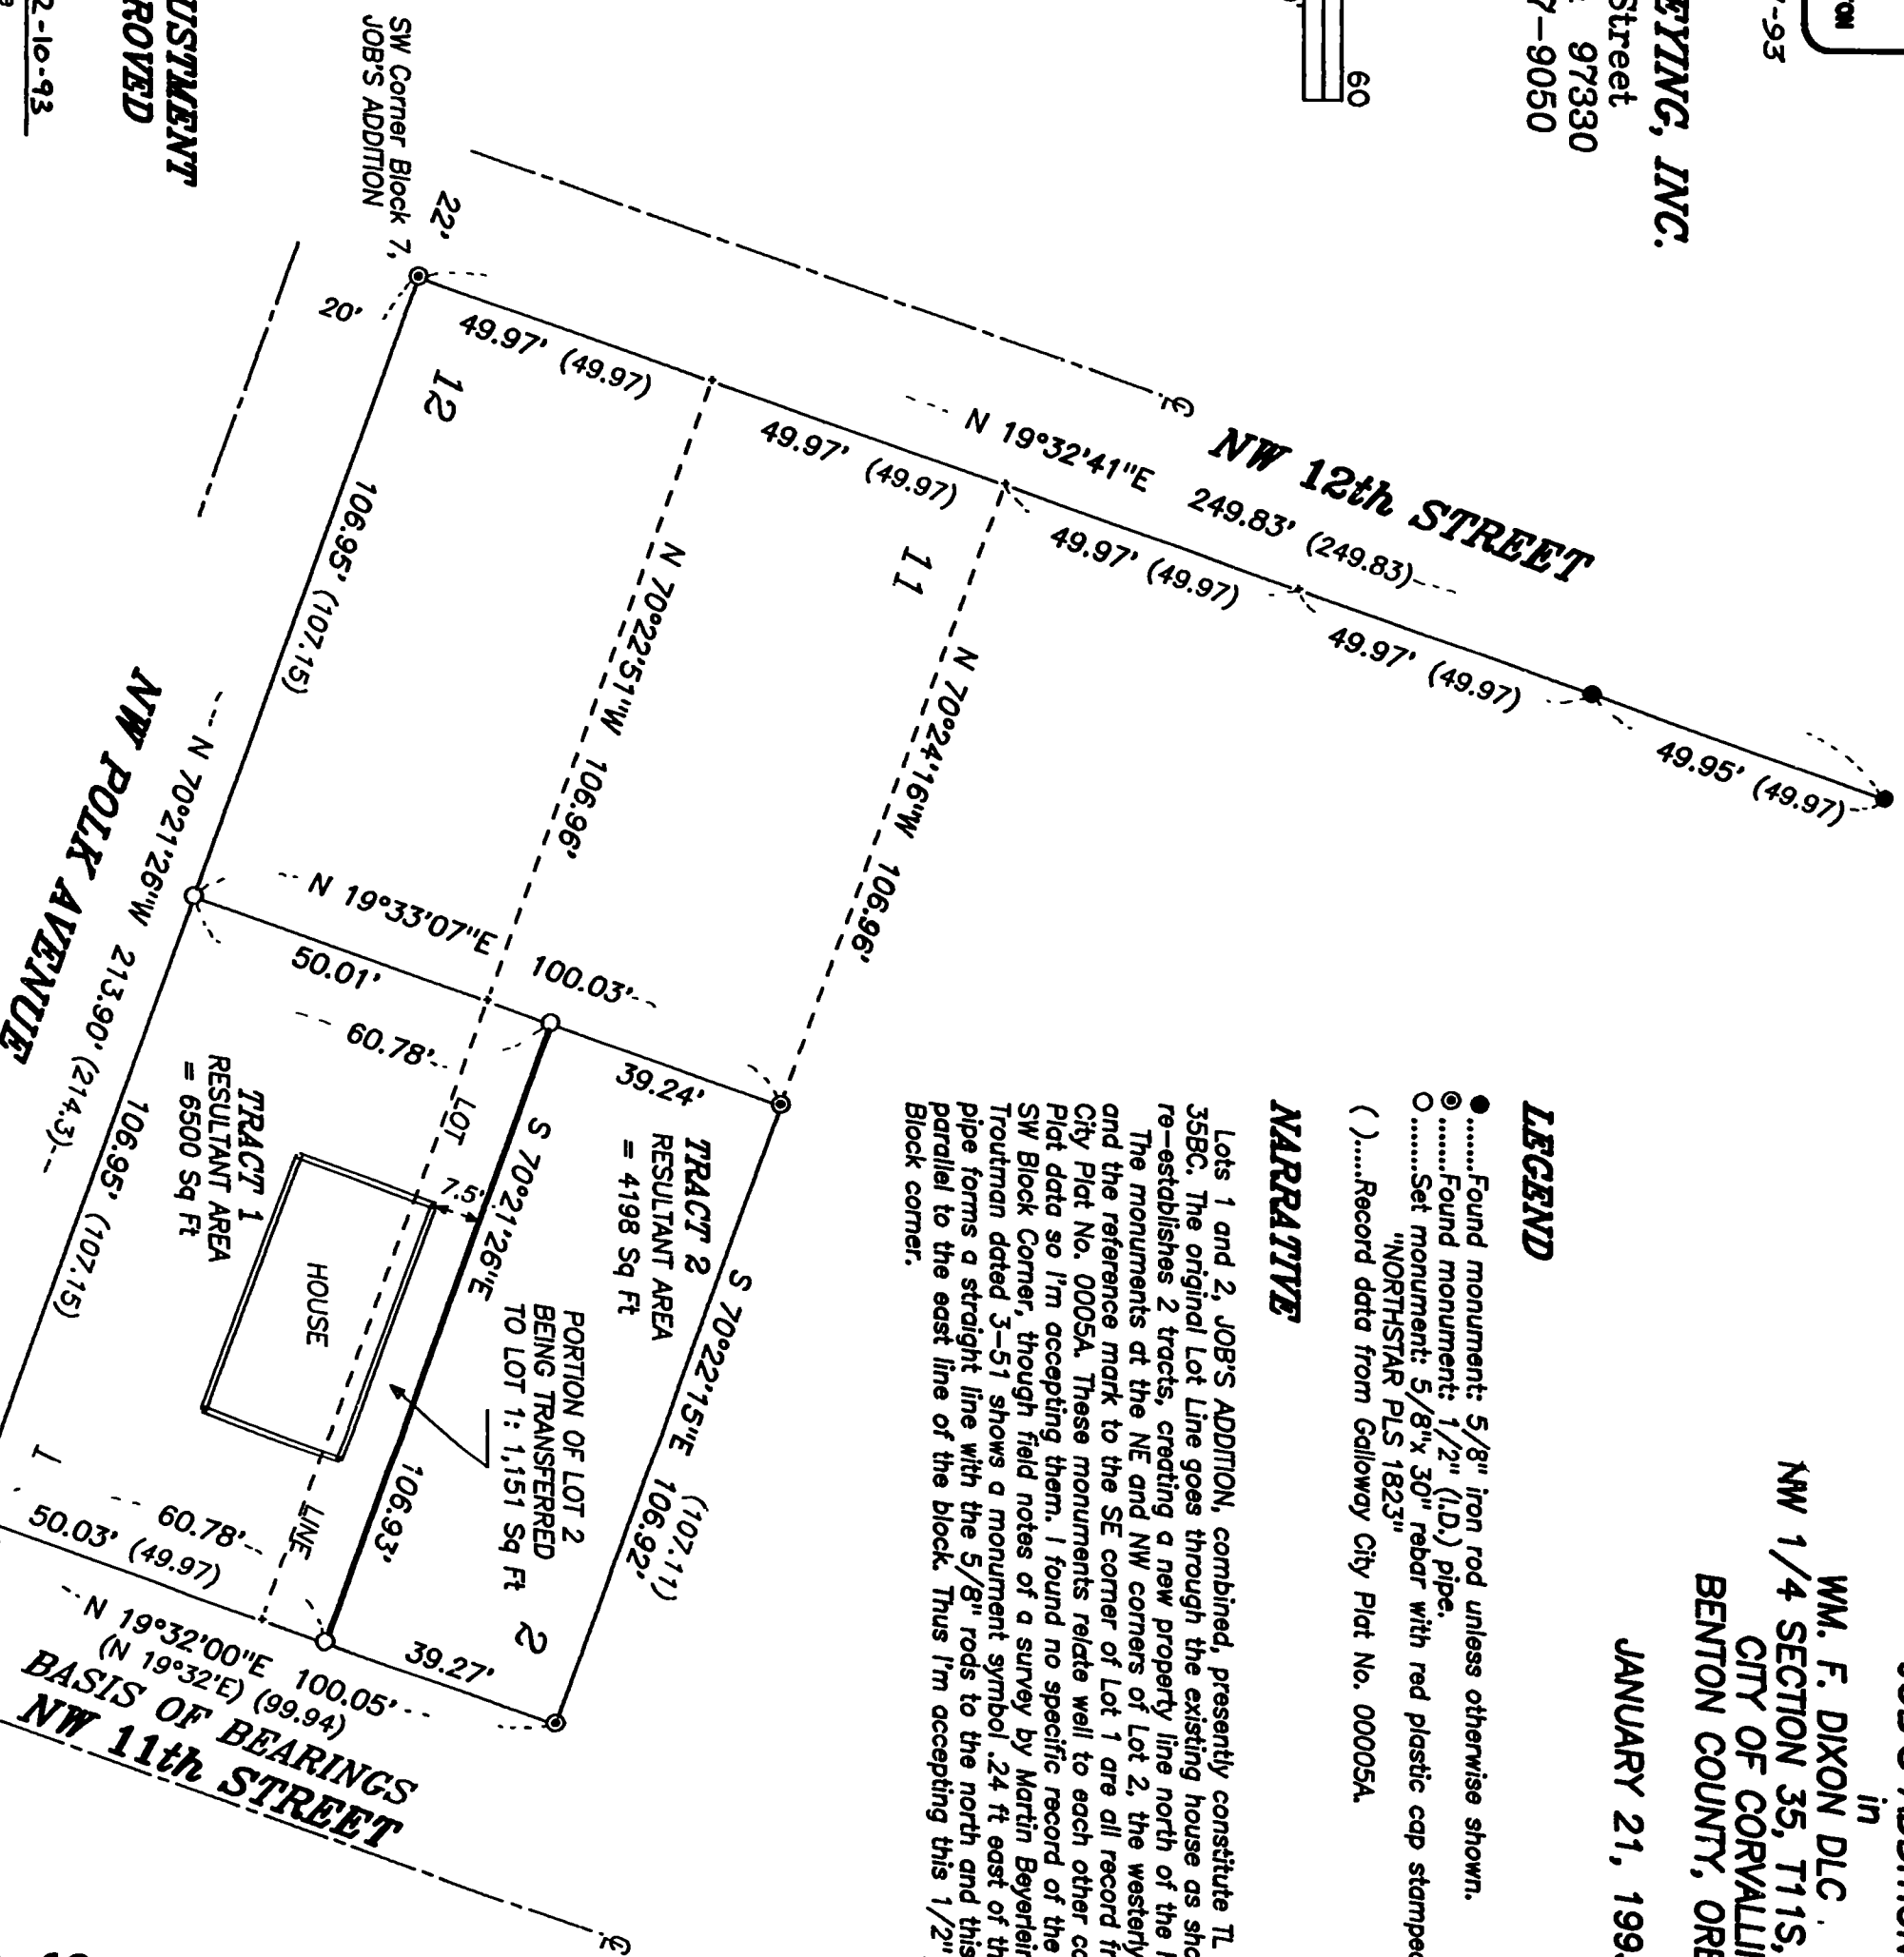 JOB'S ADDITION
in
WM. F. DIXON DLC
NW 1/4 SECTION 35, T11S,
CITY OF CORVALLIS
BENTON COUNTY, ORE
JANUARY 21, 199
-93
EYING, INC.
Street
97330
7-9050
60
USTMENT
ROVED
2-10-93
LEGEND
● ........Found monument: 5/8" iron rod unless otherwise shown.
◉ ........Found monument: 1/2" (I.D.) pipe.
○ ........Set monument: 5/8"x 30" rebar with red plastic cap stamped
"NORTHSTAR PLS 1823"
( ).....Record data from Galloway City Plat No. 00005A.
NARRATIVE
Lots 1 and 2, JOB'S ADDITION, combined, presently constitute TL
35BC. The original Lot Line goes through the existing house as sho
re-establishes 2 tracts, creating a new property line north of the
The monuments at the NE and NW corners of Lot 2, the westerly
and the reference mark to the SE corner of Lot 1 are all record fr
City Plat No. 0005A. These monuments relate well to each other co
Plat data so I'm accepting them. I found no specific record of the
SW Block Corner, though field notes of a survey by Martin Beyerlein
Troutman dated 3-51 shows a monument symbol .24 ft east of th
pipe forms a straight line with the 5/8" rods to the north and this
parallel to the east line of the block. Thus I'm accepting this 1/2"
Block corner.
NW 12th STREET
N 19°32'41"E 249.83' (249.83)
49.97' (49.97)
49.97' (49.97)
49.97' (49.97)
49.97' (49.97)
49.95' (49.97)
SW Corner Block 7,
JOB'S ADDITION
22'
20'
12
11
N 70°24'16"W 106.96'
N 70°22'51"W 106.96'
106.95' (107.15)
N 19°33'07"E 100.03'
50.01'
60.78'
39.24'
S 70°22'15"E (107.11)
106.92'
TRACT 2
RESULTANT AREA
= 4198 Sq Ft
2
PORTION OF LOT 2
BEING TRANSFERRED
TO LOT 1: 1,151 Sq Ft
S 70°21'26"E 106.93'
7.5'
LOT LINE
HOUSE
TRACT 1
RESULTANT AREA
= 6500 Sq Ft
1
60.78'
50.03' (49.97)
39.27'
N 19°32'00"E 100.05'
(N 19°32'E) (99.94)
BASIS OF BEARINGS
NW 11th STREET
106.95' (107.15)
N 70°21'26"W 213.90' (214.3)
NW POLK AVENUE